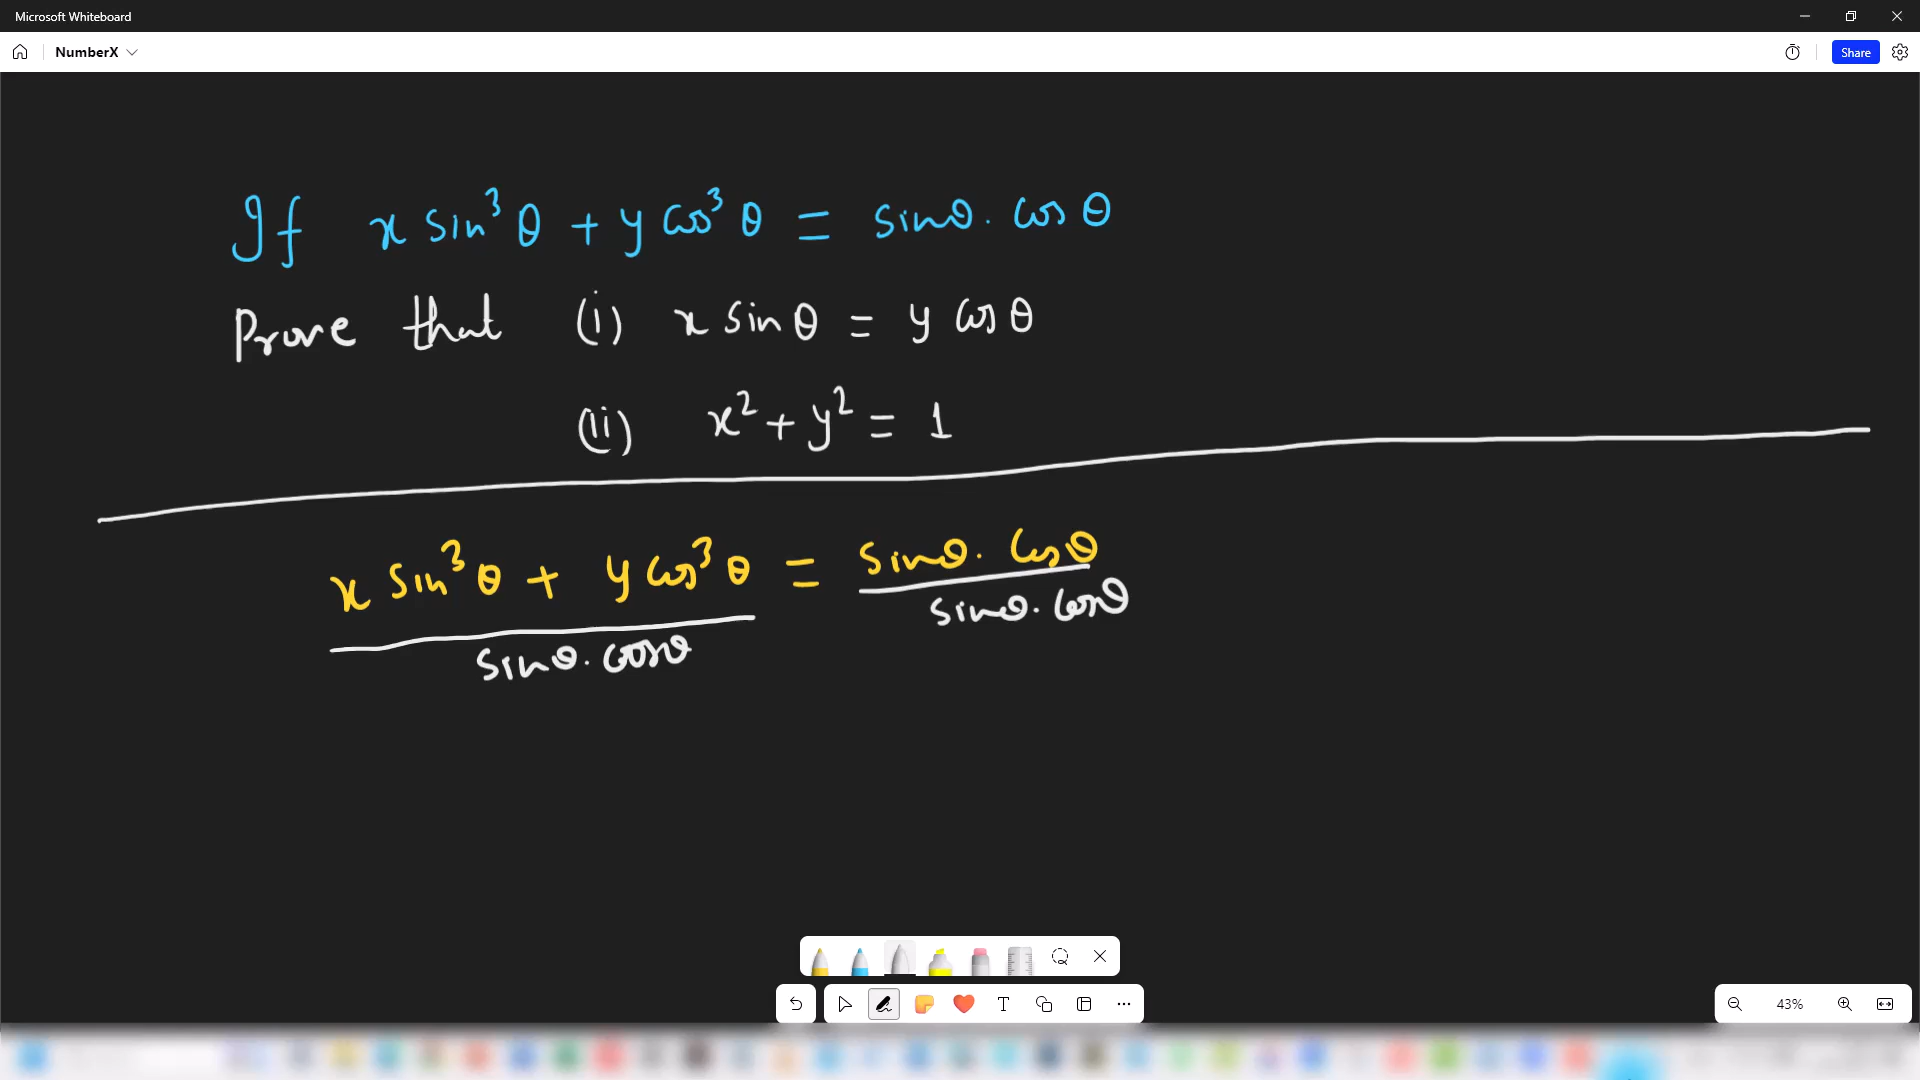 Microsoft Whiteboard
NumberX
Share
If x sin³θ + y cos³θ = sinθ. cosθ
Prove that (i) x sinθ = y cosθ
(ii) x² + y² = 1
x sin³θ + y cos³θ = sinθ. cosθ
sinθ. cosθ
sinθ. cosθ
T
43%